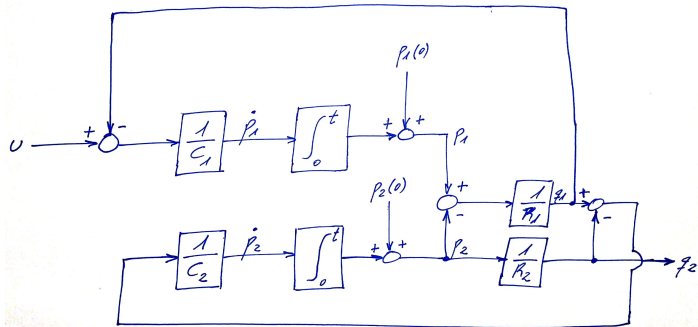 p₁(0)
+ -
U
1/C₁
ṗ₁
∫₀ᵗ
+ +
p₁
p₂(0)
+
-
1/R₁
q₁
+
-
1/C₂
ṗ₂
∫₀ᵗ
+ +
p₂
1/R₂
q₂